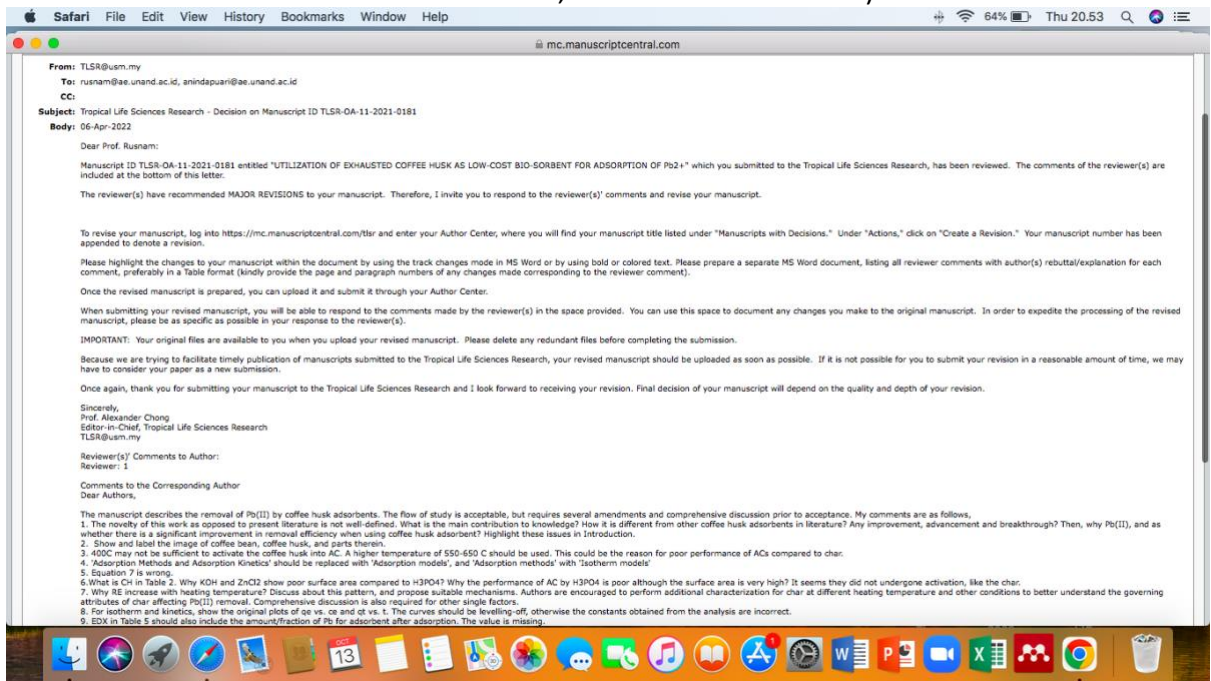 Safari File Edit View History Bookmarks Window Help 64% Thu 20.53
mc.manuscriptcentral.com
From: TLSR@usm.my
To: rusnam@ae.unand.ac.id, anindapuari@ae.unand.ac.id
CC:
Subject: Tropical Life Sciences Research - Decision on Manuscript ID TLSR-OA-11-2021-0181
Body: 06-Apr-2022
Dear Prof. Rusnam:
Manuscript ID TLSR-OA-11-2021-0181 entitled "UTILIZATION OF EXHAUSTED COFFEE HUSK AS LOW-COST BIO-SORBENT FOR ADSORPTION OF Pb2+" which you submitted to the Tropical Life Sciences Research, has been reviewed. The comments of the reviewer(s) are
included at the bottom of this letter.
The reviewer(s) have recommended MAJOR REVISIONS to your manuscript. Therefore, I invite you to respond to the reviewer(s)' comments and revise your manuscript.
To revise your manuscript, log into https://mc.manuscriptcentral.com/tlsr and enter your Author Center, where you will find your manuscript title listed under "Manuscripts with Decisions." Under "Actions," click on "Create a Revision." Your manuscript number has been
appended to denote a revision.
Please highlight the changes to your manuscript within the document by using the track changes mode in MS Word or by using bold or colored text. Please prepare a separate MS Word document, listing all reviewer comments with author(s) rebuttal/explanation for each
comment, preferably in a Table format (kindly provide the page and paragraph numbers of any changes made corresponding to the reviewer comment).
Once the revised manuscript is prepared, you can upload it and submit it through your Author Center.
When submitting your revised manuscript, you will be able to respond to the comments made by the reviewer(s) in the space provided. You can use this space to document any changes you make to the original manuscript. In order to expedite the processing of the revised
manuscript, please be as specific as possible in your response to the reviewer(s).
IMPORTANT: Your original files are available to you when you upload your revised manuscript. Please delete any redundant files before completing the submission.
Because we are trying to facilitate timely publication of manuscripts submitted to the Tropical Life Sciences Research, your revised manuscript should be uploaded as soon as possible. If it is not possible for you to submit your revision in a reasonable amount of time, we may
have to consider your paper as a new submission.
Once again, thank you for submitting your manuscript to the Tropical Life Sciences Research and I look forward to receiving your revision. Final decision of your manuscript will depend on the quality and depth of your revision.
Sincerely,
Prof. Alexander Chong
Editor-in-Chief, Tropical Life Sciences Research
TLSR@usm.my
Reviewer(s)' Comments to Author:
Reviewer: 1
Comments to the Corresponding Author
Dear Authors,
The manuscript describes the removal of Pb(II) by coffee husk adsorbents. The flow of study is acceptable, but requires several amendments and comprehensive discussion prior to acceptance. My comments are as follows,
1. The novelty of this work as opposed to present literature is not well-defined. What is the main contribution to knowledge? How it is different from other coffee husk adsorbents in literature? Any improvement, advancement and breakthrough? Then, why Pb(II), and as
whether there is a significant improvement in removal efficiency when using coffee husk adsorbent? Highlight these issues in Introduction.
2. Show and label the image of coffee bean, coffee husk, and parts therein.
3. 400C may not be sufficient to activate the coffee husk into AC. A higher temperature of 550-650 C should be used. This could be the reason for poor performance of ACs compared to char.
4. 'Adsorption Methods and Adsorption Kinetics' should be replaced with 'Adsorption models', and 'Adsorption methods' with 'Isotherm models'
5. Equation 7 is wrong.
6.What is CH in Table 2. Why KOH and ZnCl2 show poor surface area compared to H3PO4? Why the performance of AC by H3PO4 is poor although the surface area is very high? It seems they did not undergone activation, like the char.
7. Why RE increase with heating temperature? Discuss about this pattern, and propose suitable mechanisms. Authors are encouraged to perform additional characterization for char at different heating temperature and other conditions to better understand the governing
attributes of char affecting Pb(II) removal. Comprehensive discussion is also required for other single factors.
8. For isotherm and kinetics, show the original plots of qe vs. ce and qt vs. t. The curves should be levelling-off, otherwise the constants obtained from the analysis are incorrect.
9. EDX in Table 5 should also include the amount/fraction of Pb for adsorbent after adsorption. The value is missing.
OCT
13